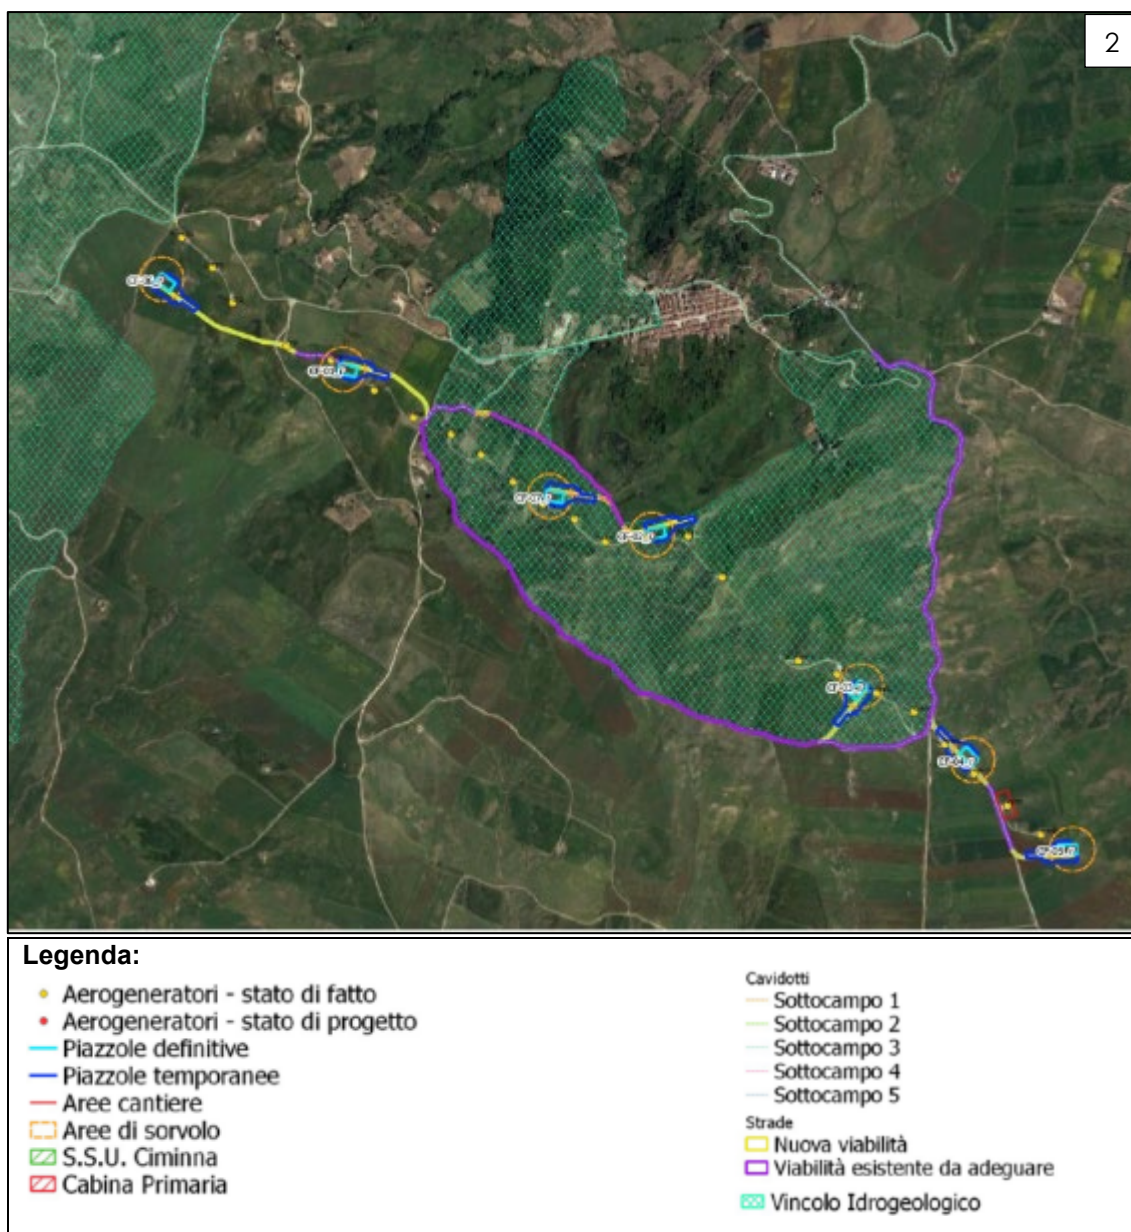 2
Legenda:
Aerogeneratori - stato di fatto
Aerogeneratori - stato di progetto
Piazzole definitive
Piazzole temporanee
Aree cantiere
Aree di sorvolo
S.S.U. Ciminna
Cabina Primaria
Cavidotti
Sottocampo 1
Sottocampo 2
Sottocampo 3
Sottocampo 4
Sottocampo 5
Strade
Nuova viabilità
Viabilità esistente da adeguare
Vincolo Idrogeologico